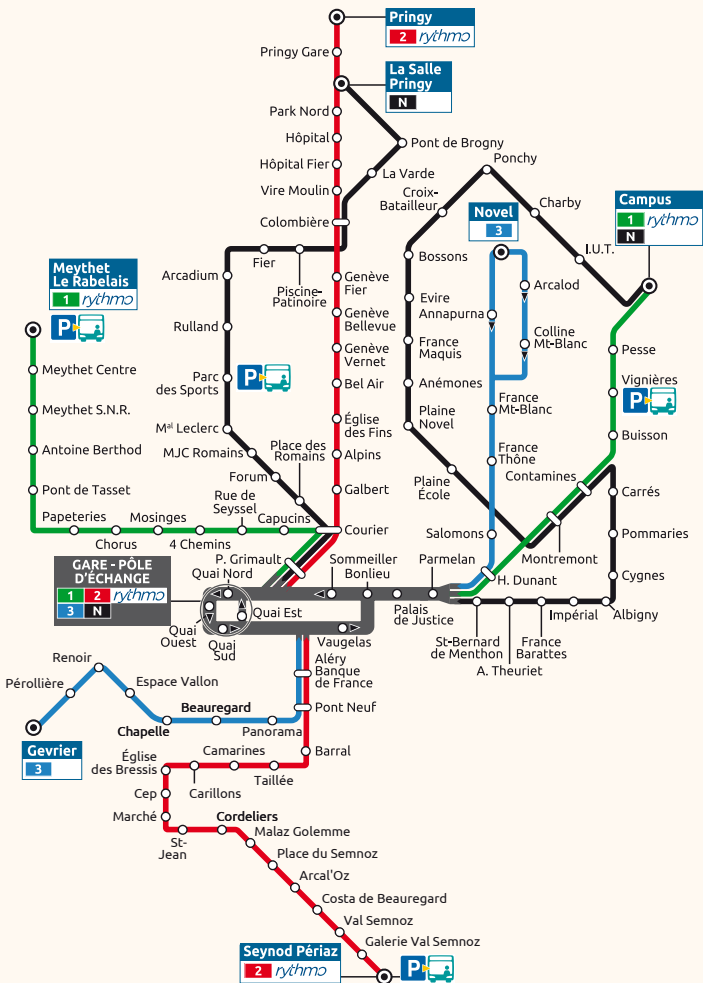 Pringy
2 rythmo
Pringy Gare
La Salle
Pringy
N
Park Nord
Hôpital
Pont de Brogny
Hôpital Fier
La Varde
Vire Moulin
Colombière
Fier
Piscine-
Patinoire
Arcadium
Genève
Fier
Rulland
Genève
Bellevue
Genève
Vernet
Parc
des Sports
P
Bel Air
Mal Leclerc
Église
des Fins
MJC Romains
Place des
Romains
Alpins
Forum
Galbert
Rue de
Seyssel
Capucins
Courier
Meythet
Le Rabelais
1 rythmo
P
Meythet Centre
Meythet S.N.R.
Antoine Berthod
Pont de Tasset
Papeteries
Mosinges
Chorus
4 Chemins
Ponchy
Croix-
Batailleur
Charby
Novel
3
Campus
1 rythmo
N
I.U.T.
Bossons
Arcalod
Evire
Annapurna
Colline
Mt-Blanc
France
Maquis
Pesse
Anémones
Vignières
P
France
Mt-Blanc
Plaine
Novel
Buisson
France
Thône
Plaine
École
Contamines
Carrés
Salomons
Montremont
Pommaries
H. Dunant
Cygnes
GARE - PÔLE
D'ÉCHANGE
1 2 rythmo
3 N
P. Grimault
Quai Nord
Sommeiller
Bonlieu
Parmelan
Quai Est
Quai
Ouest
Quai
Sud
Vaugelas
Palais
de Justice
St-Bernard
de Menthon
A. Theuriet
France
Barattes
Impérial
Albigny
Renoir
Aléry
Banque
de France
Pérollière
Espace Vallon
Beauregard
Pont Neuf
Chapelle
Panorama
Gevrier
3
Église
des Bressis
Camarines
Barral
Carillons
Taillée
Cep
Marché
Cordeliers
St-
Jean
Malaz Golemme
Place du Semnoz
Arcal'Oz
Costa de Beauregard
Val Semnoz
Galerie Val Semnoz
Seynod Périaz
2 rythmo
P